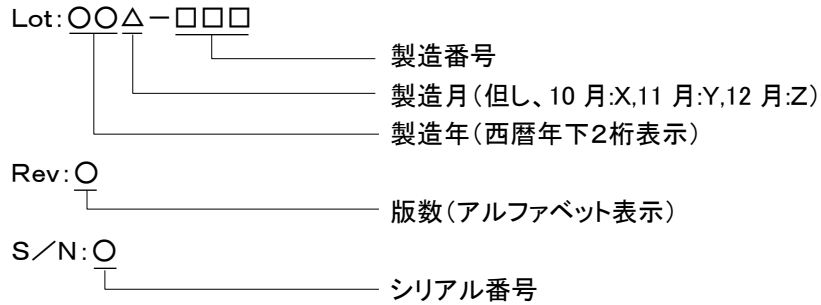 Lot:○○△－□□□
製造番号
製造月(但し、10 月:X,11 月:Y,12 月:Z)
製造年(西暦年下２桁表示)
Rev:○
版数(アルファベット表示)
S／N:○
シリアル番号